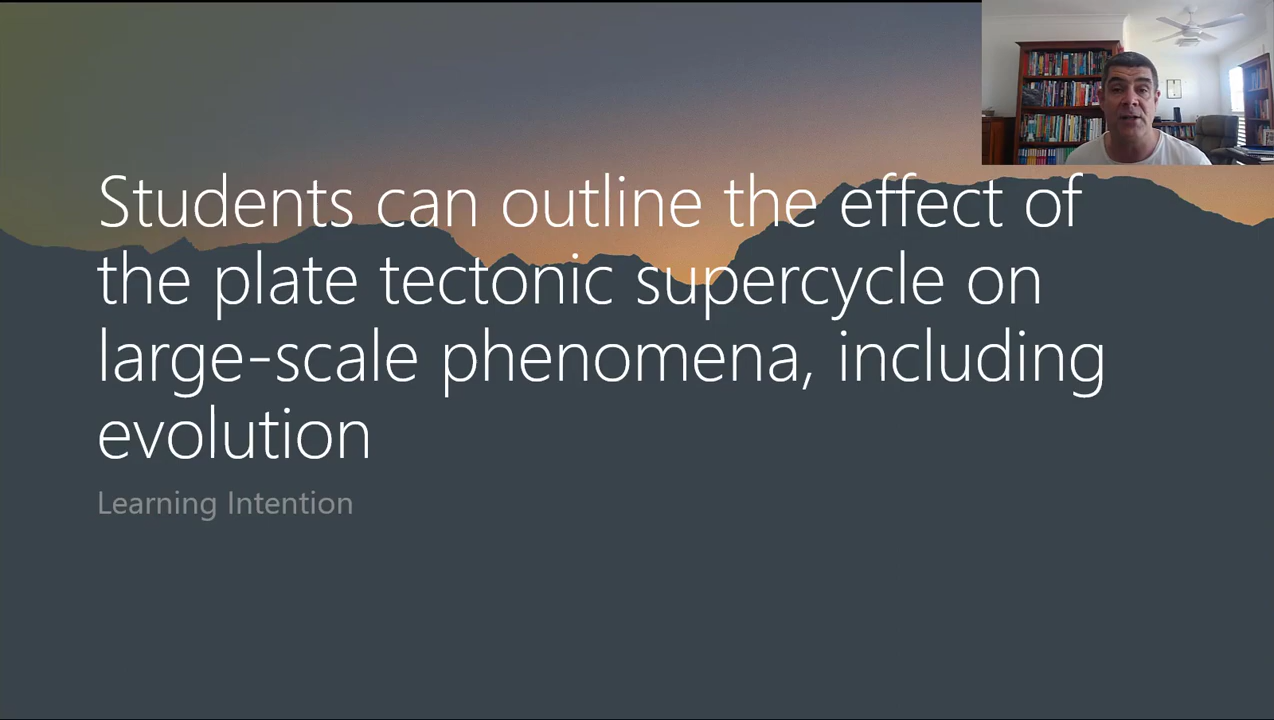 Students can outline the effect of
the plate tectonic supercycle on
large-scale phenomena, including
evolution
Learning Intention